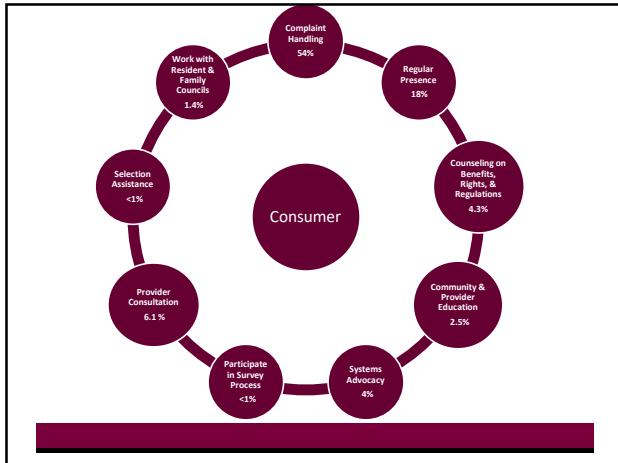 Complaint
Handling
54%
Regular
Presence
18%
Counseling on
Benefits,
Rights, &
Regulations
4.3%
Community &
Provider
Education
2.5%
Systems
Advocacy
4%
Participate
in Survey
Process
<1%
Provider
Consultation
6.1 %
Selection
Assistance
<1%
Work with
Resident &
Family
Councils
1.4%
Consumer